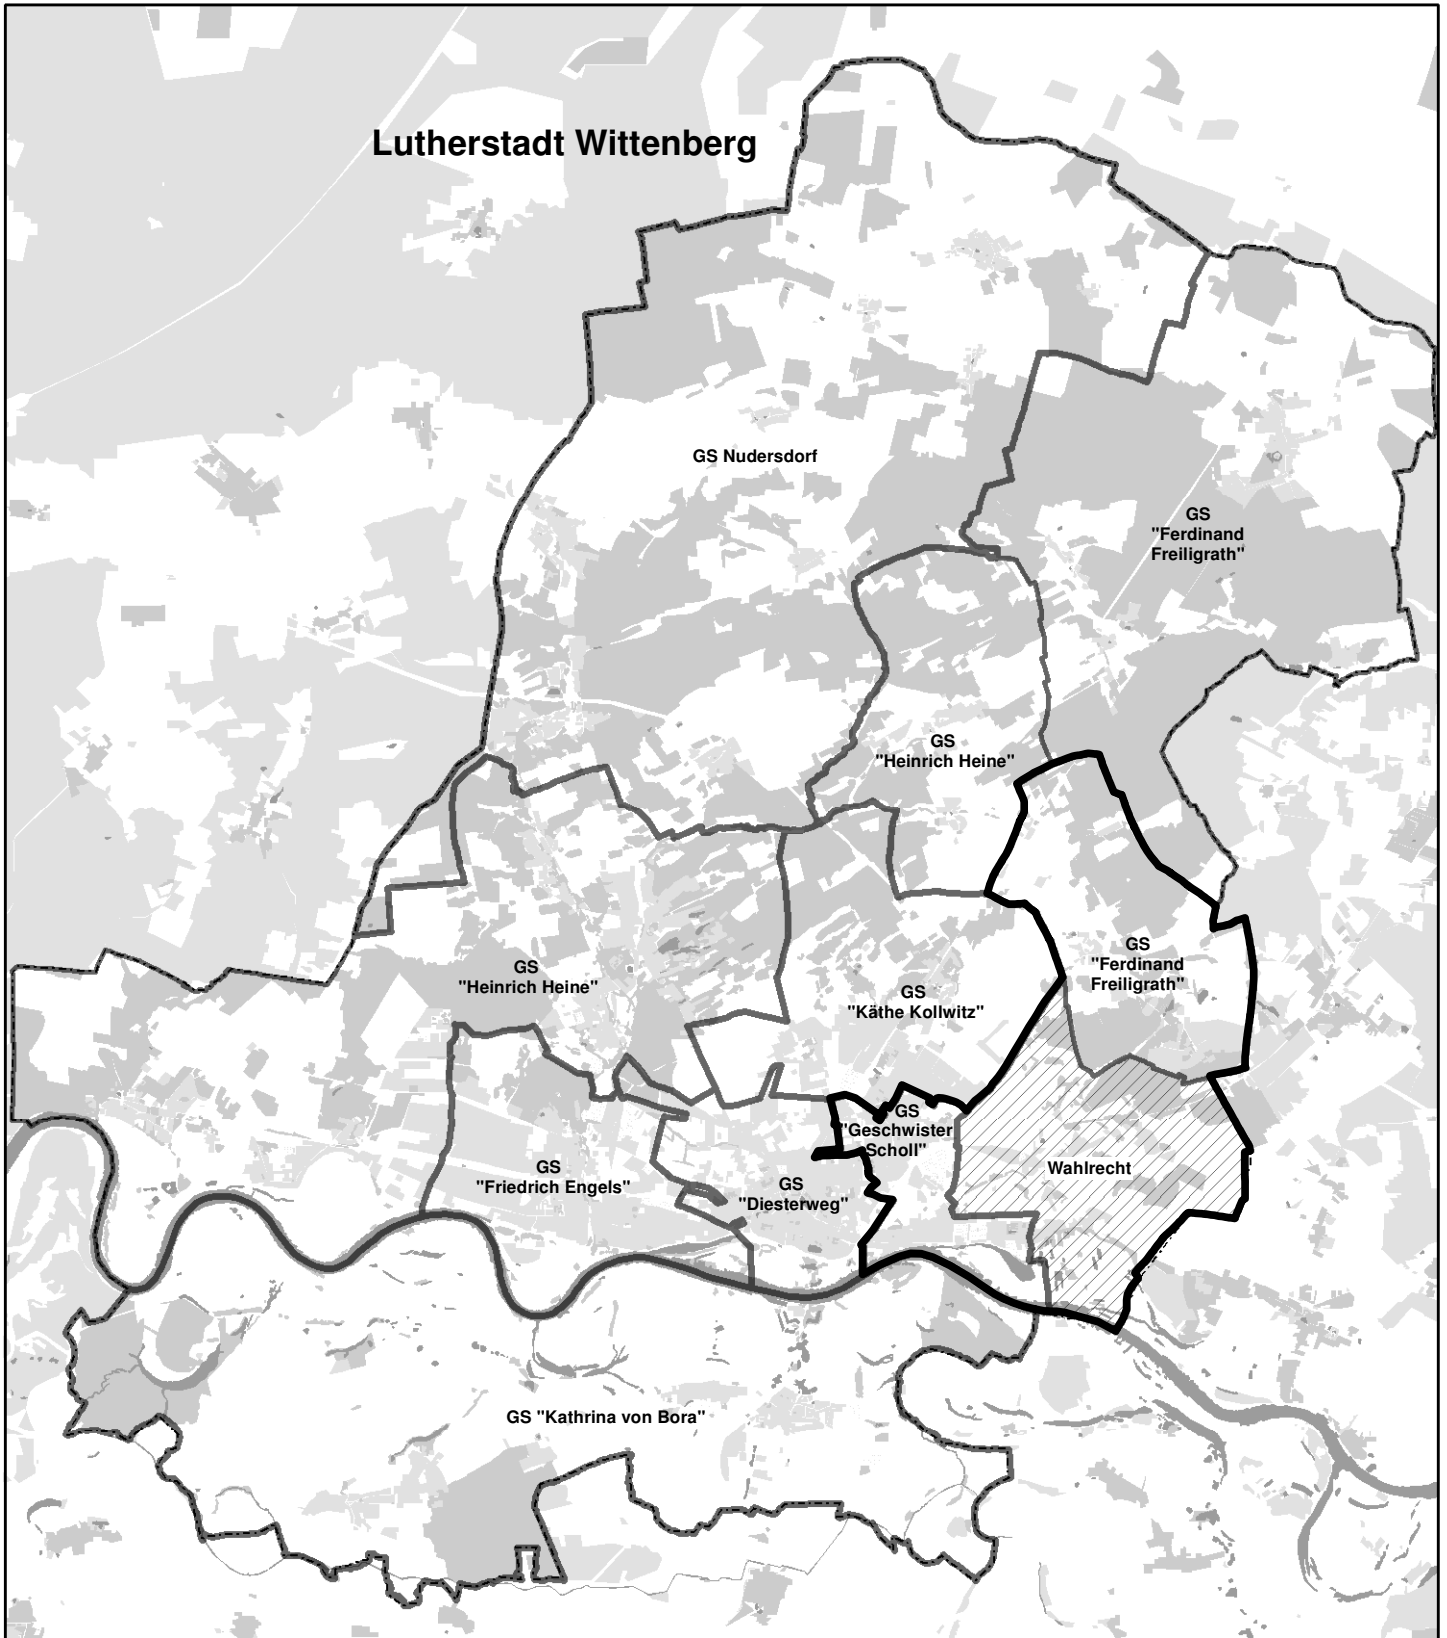 Lutherstadt Wittenberg
GS Nudersdorf
GS
"Ferdinand
Freiligrath"
GS
"Heinrich Heine"
GS
"Ferdinand
Freiligrath"
GS
"Heinrich Heine"
GS
"Käthe Kollwitz"
GS
"Geschwister
Scholl"
Wahlrecht
GS
"Friedrich Engels"
GS
"Diesterweg"
GS "Kathrina von Bora"